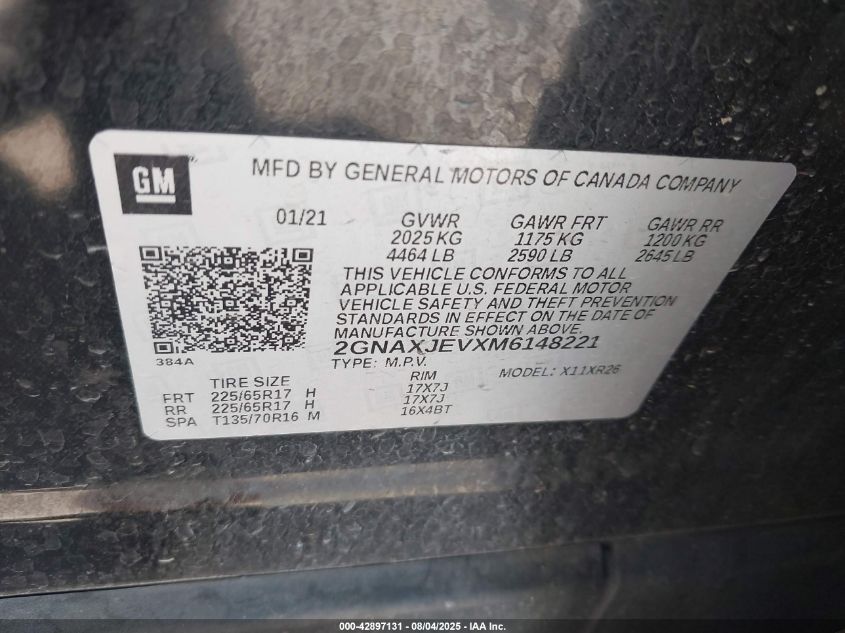 GM
MFD BY GENERAL MOTORS OF CANADA COMPANY
01/21 GVWR GAWR FRT GAWR RR
2025 KG 1175 KG 1200 KG
4464 LB 2590 LB 2645 LB
THIS VEHICLE CONFORMS TO ALL
APPLICABLE U.S. FEDERAL MOTOR
VEHICLE SAFETY AND THEFT PREVENTION
STANDARDS IN EFFECT ON THE DATE OF
MANUFACTURE SHOWN ABOVE.
384A 2GNAXJEVXM6148221
TYPE: M.P.V. MODEL: X11XR26
TIRE SIZE RIM
FRT 225/65R17 H 17X7J
RR 225/65R17 H 17X7J
SPA T135/70R16 M 16X4BT
000-42897131 - 08/04/2025 - IAA Inc.